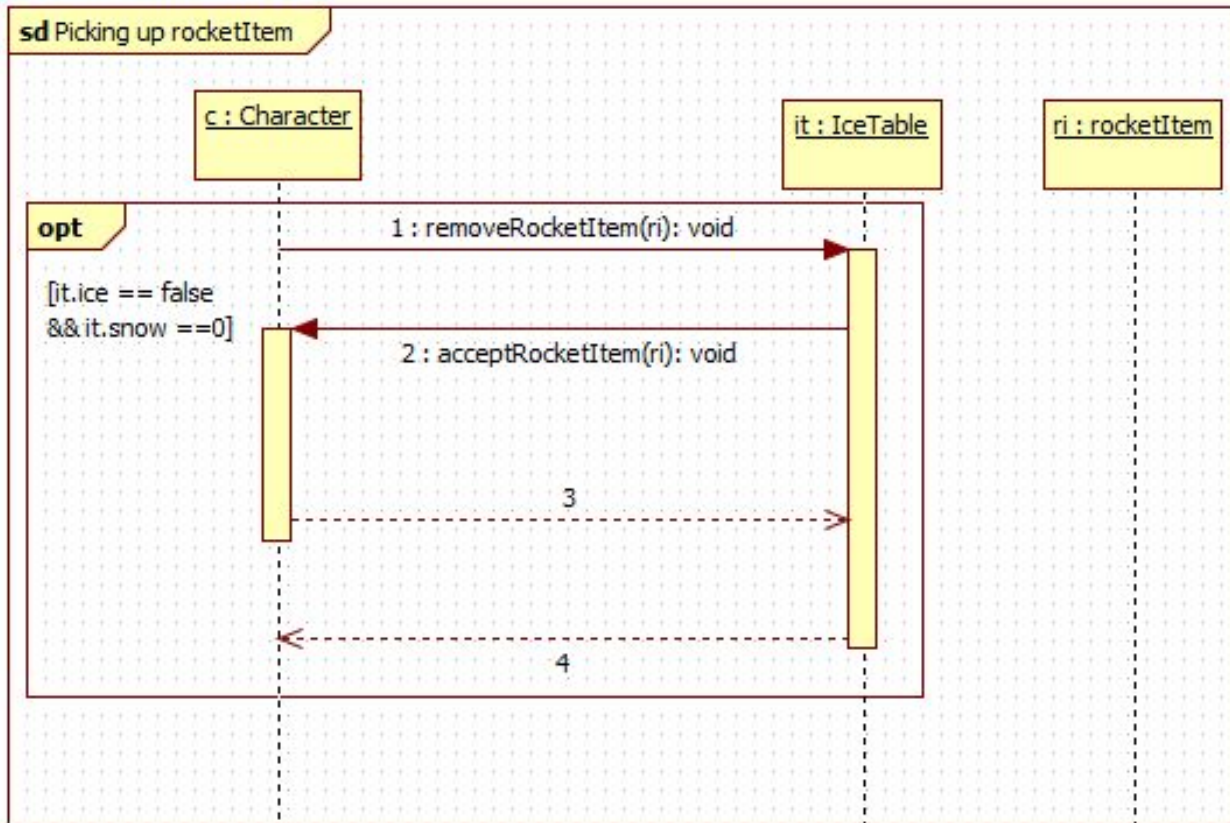 sd Picking up rocketItem
c : Character
it : IceTable
ri : rocketItem
opt
1 : removeRocketItem(ri): void
[it.ice == false
&& it.snow ==0]
2 : acceptRocketItem(ri): void
3
4